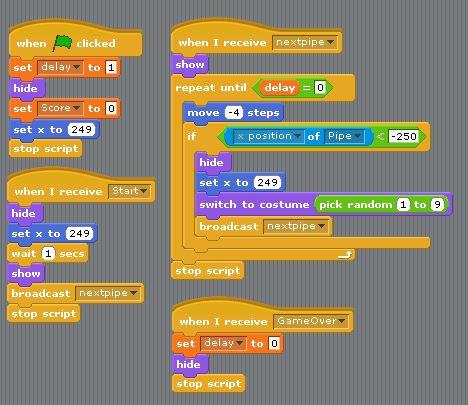 when clicked
set delay to 1
hide
set Score to 0
set x to 249
stop script
when I receive Start
hide
set x to 249
wait 1 secs
show
broadcast nextpipe
stop script
when I receive nextpipe
show
repeat until delay = 0
move -4 steps
if x position of Pipe < -250
hide
set x to 249
switch to costume pick random 1 to 9
broadcast nextpipe
stop script
when I receive GameOver
set delay to 0
hide
stop script